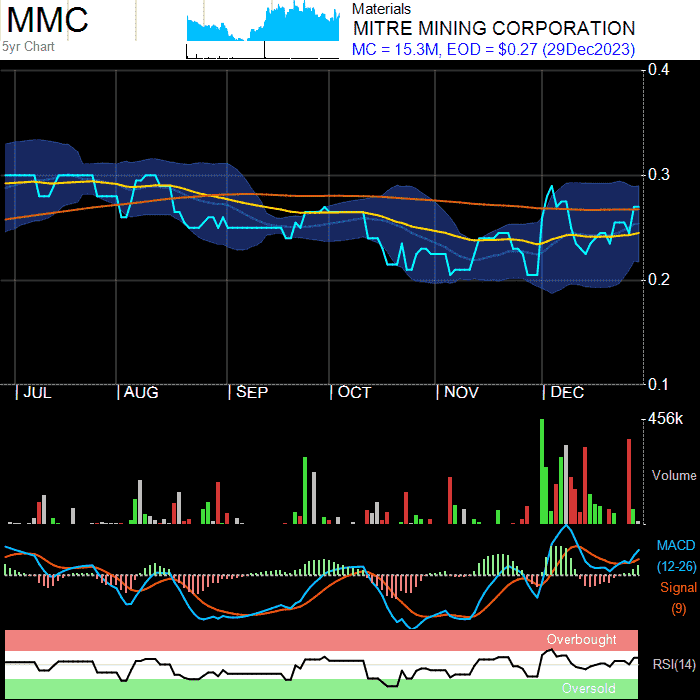 MMC
5yr Chart
Materials
MITRE MINING CORPORATION
MC = 15.3M, EOD = $0.27 (29Dec2023)
0.4
0.3
0.2
0.1
JUL AUG SEP OCT NOV DEC
456k
Volume
MACD
(12-26)
Signal
(9)
Overbought
RSI(14)
Oversold